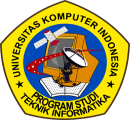 UNIVERSITAS KOMPUTER INDONESIA
PROGRAM STUDI
TEKNIK INFORMATIKA